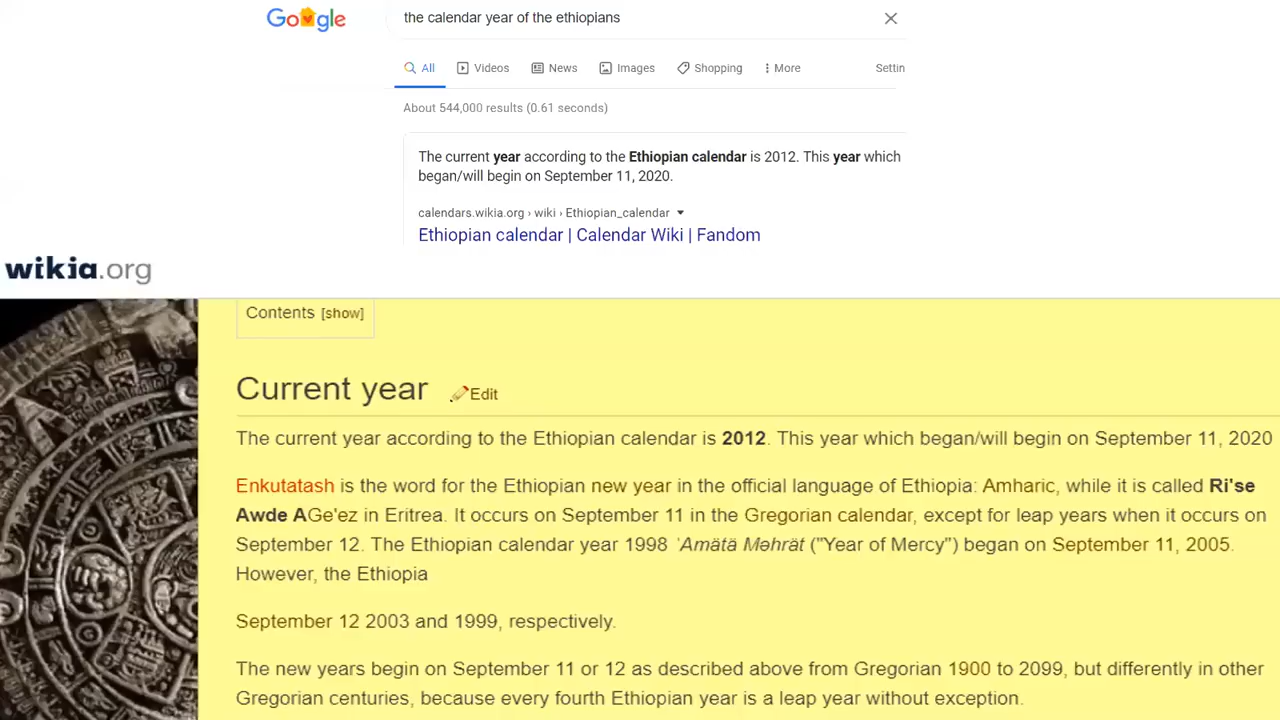 Google
the calendar year of the ethiopians
All Videos News Images Shopping More Settin
About 544,000 results (0.61 seconds)
The current year according to the Ethiopian calendar is 2012. This year which
began/will begin on September 11, 2020.
calendars.wikia.org › wiki › Ethiopian_calendar
Ethiopian calendar | Calendar Wiki | Fandom
wikia.org
Contents [show]
Current year Edit
The current year according to the Ethiopian calendar is 2012. This year which began/will begin on September 11, 2020
Enkutatash is the word for the Ethiopian new year in the official language of Ethiopia: Amharic, while it is called Ri'se
Awde AGe'ez in Eritrea. It occurs on September 11 in the Gregorian calendar, except for leap years when it occurs on
September 12. The Ethiopian calendar year 1998 ʾAmätä Məhrät ("Year of Mercy") began on September 11, 2005.
However, the Ethiopia
September 12 2003 and 1999, respectively.
The new years begin on September 11 or 12 as described above from Gregorian 1900 to 2099, but differently in other
Gregorian centuries, because every fourth Ethiopian year is a leap year without exception.